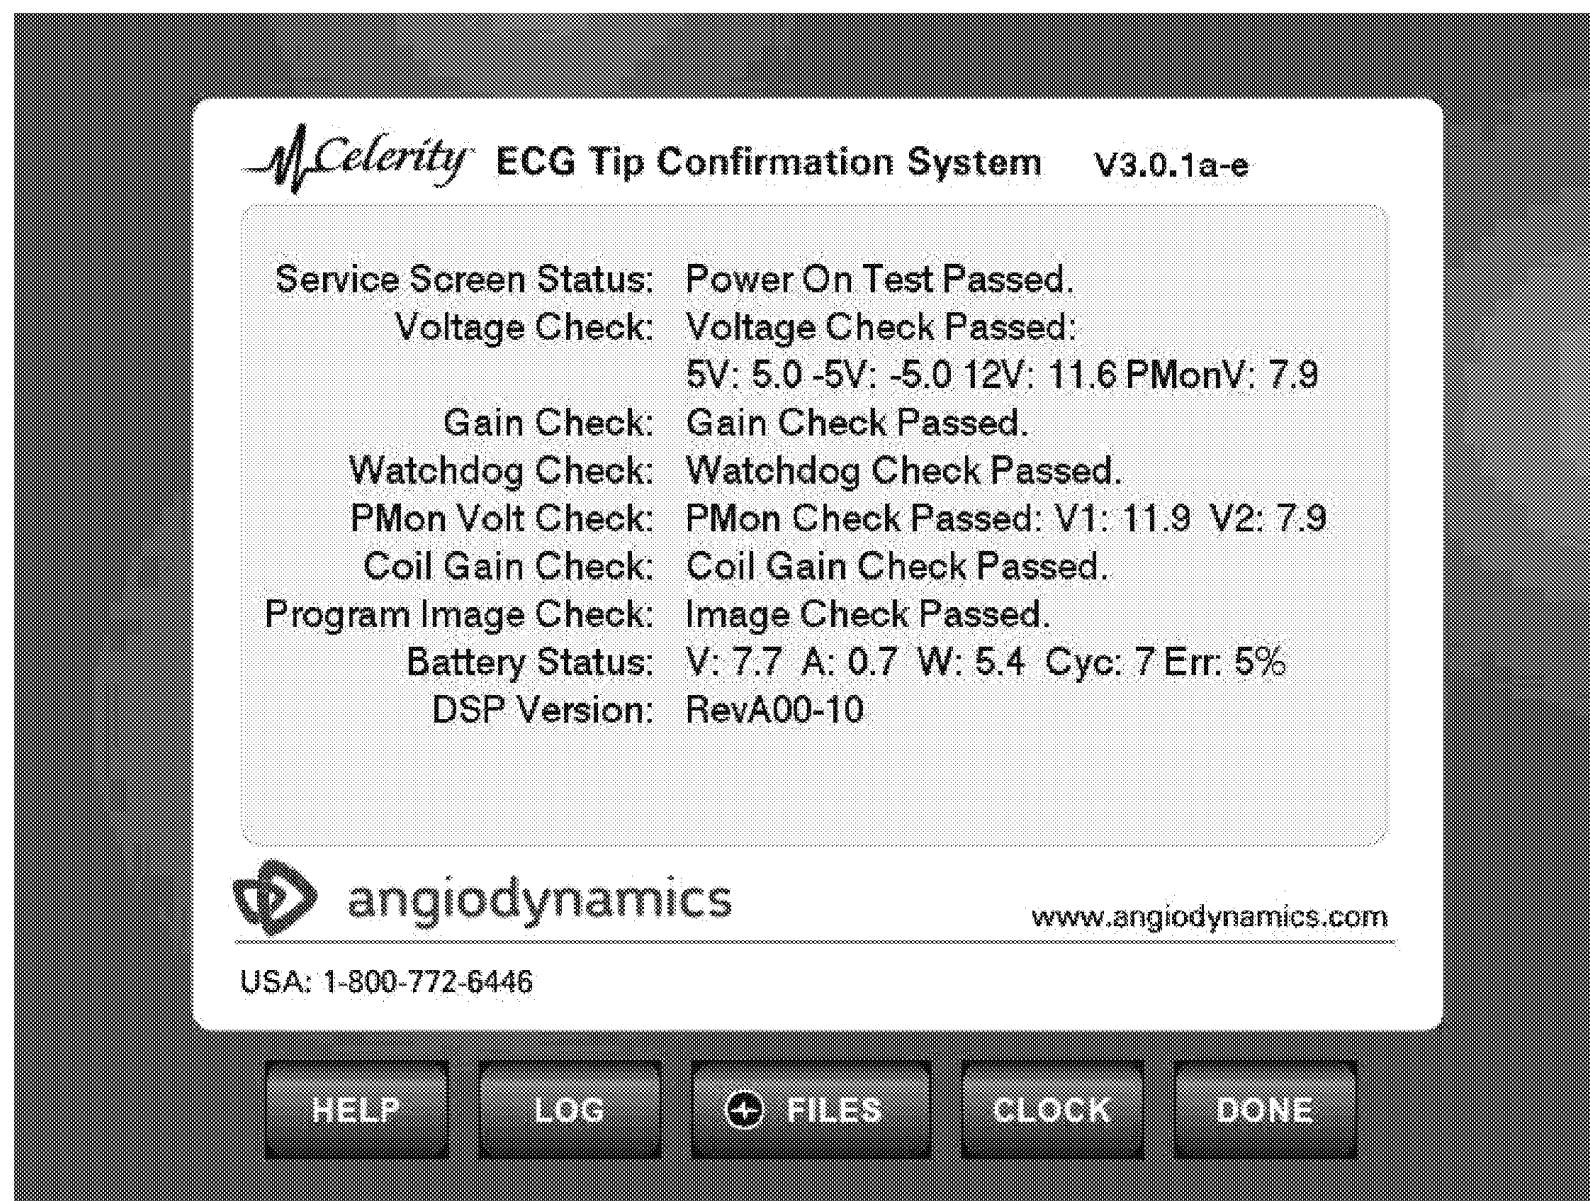 Celerity ECG Tip Confirmation System V3.0.1a-e
Service Screen Status: Power On Test Passed.
Voltage Check: Voltage Check Passed:
5V: 5.0 -5V: -5.0 12V: 11.6 PMonV: 7.9
Gain Check: Gain Check Passed.
Watchdog Check: Watchdog Check Passed.
PMon Volt Check: PMon Check Passed: V1: 11.9 V2: 7.9
Coil Gain Check: Coil Gain Check Passed.
Program Image Check: Image Check Passed.
Battery Status: V: 7.7 A: 0.7 W: 5.4 Cyc: 7 Err: 5%
DSP Version: RevA00-10
angiodynamics
www.angiodynamics.com
USA: 1-800-772-6446
HELP LOG FILES CLOCK DONE